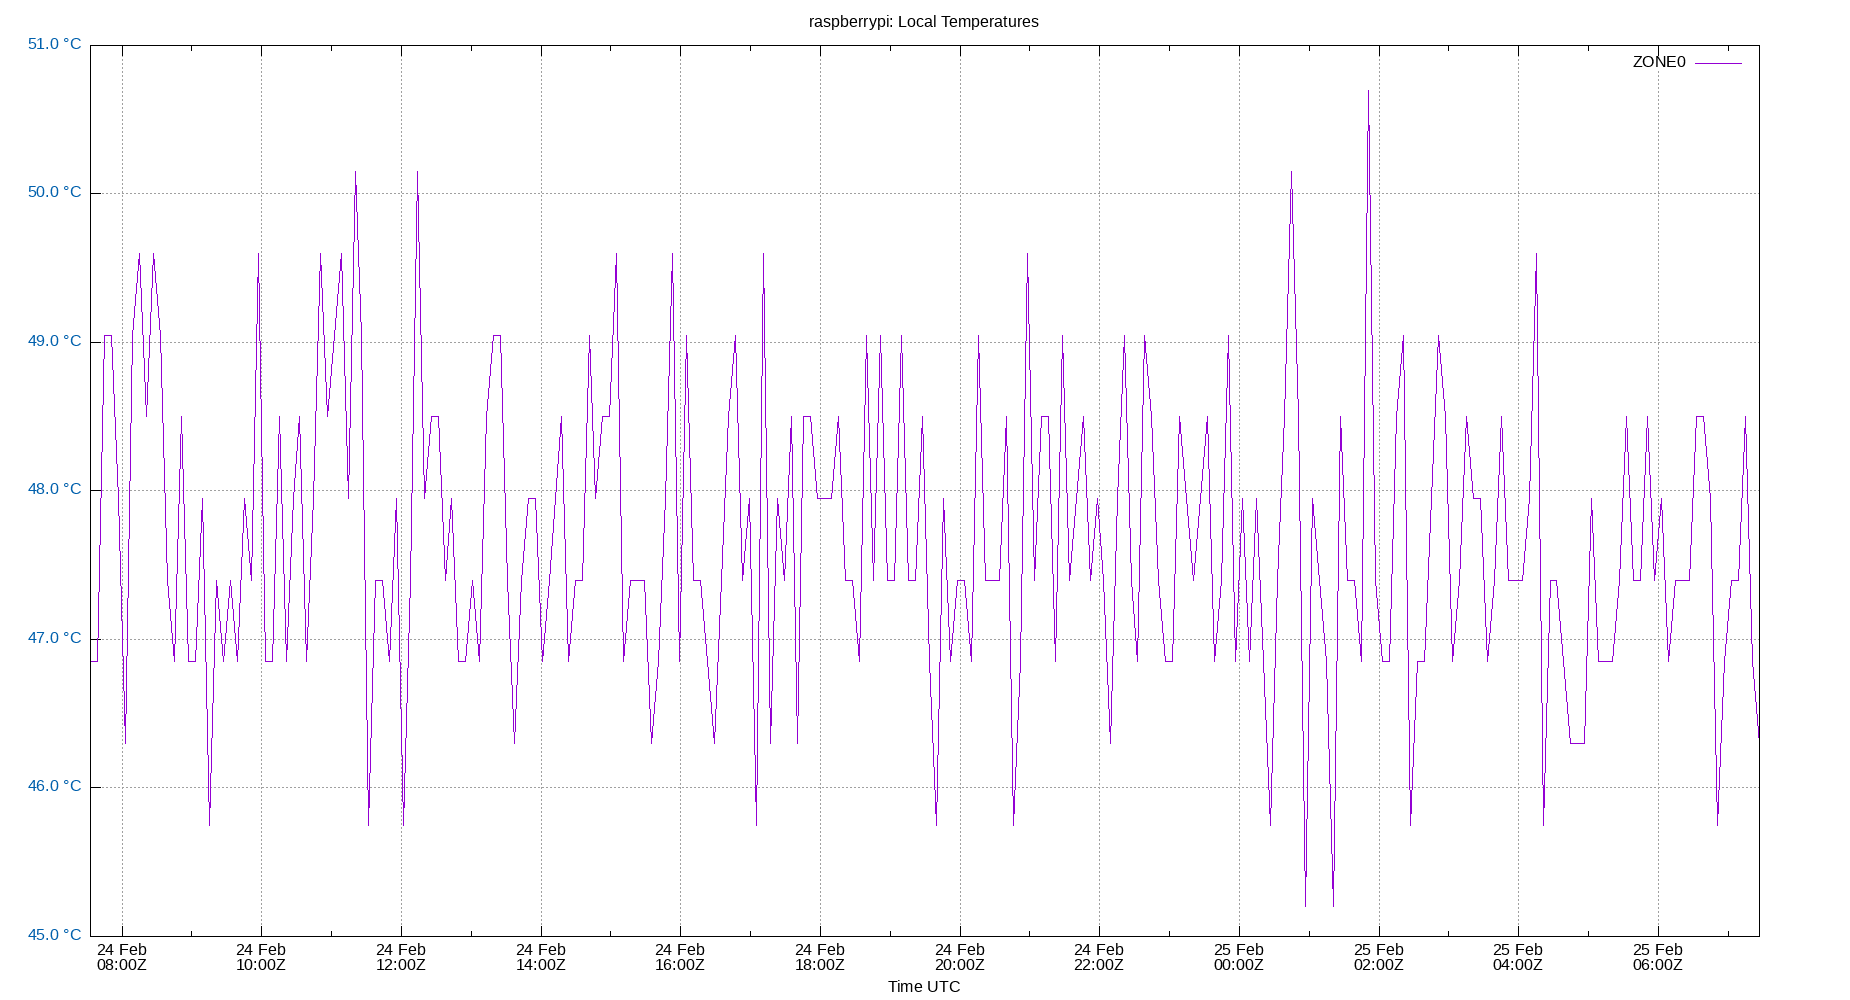 raspberrypi: Local Temperatures
51.0 °C
ZONE0
50.0 °C
49.0 °C
48.0 °C
47.0 °C
46.0 °C
45.0 °C
24 Feb 24 Feb 24 Feb 24 Feb 24 Feb 24 Feb 24 Feb 24 Feb 25 Feb 25 Feb 25 Feb 25 Feb
08:00Z 10:00Z 12:00Z 14:00Z 16:00Z 18:00Z 20:00Z 22:00Z 00:00Z 02:00Z 04:00Z 06:00Z
Time UTC